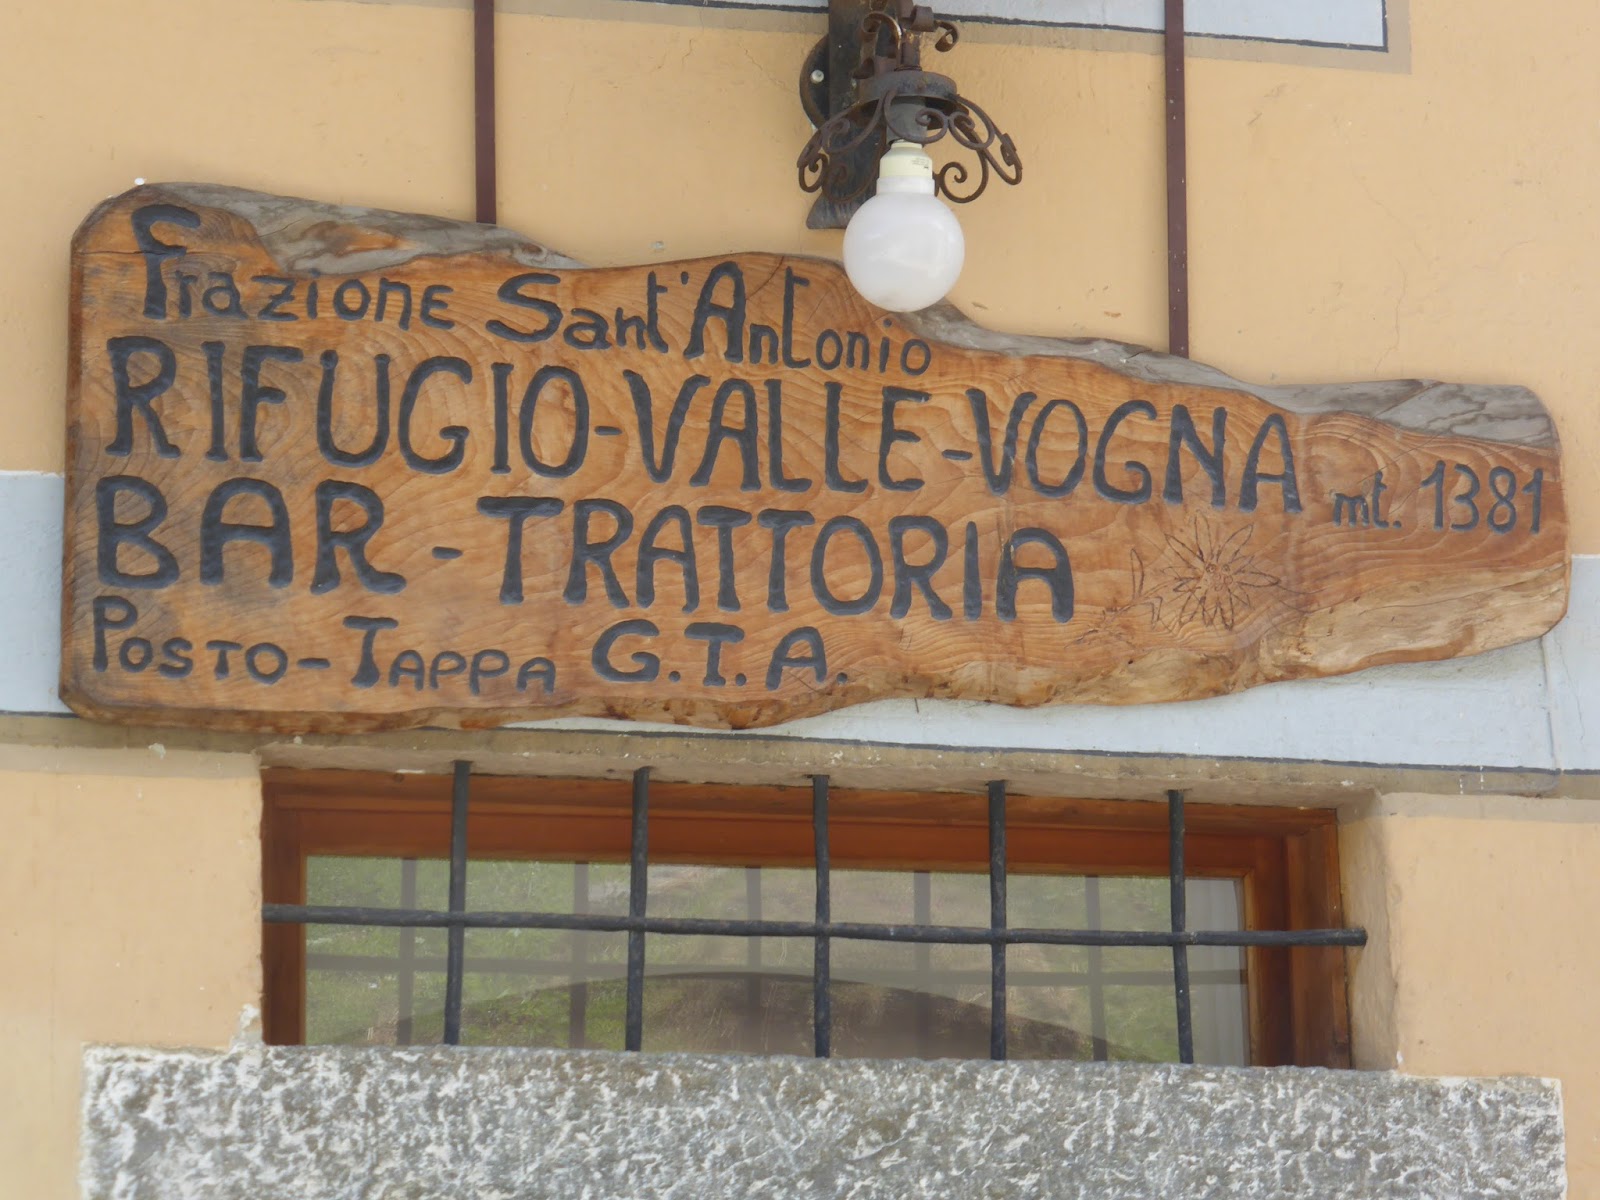 Frazione Sant'Antonio
RIFUGIO-VALLE-VOGNA mt. 1381
BAR-TRATTORIA
POSTO-TAPPA G.T.A.